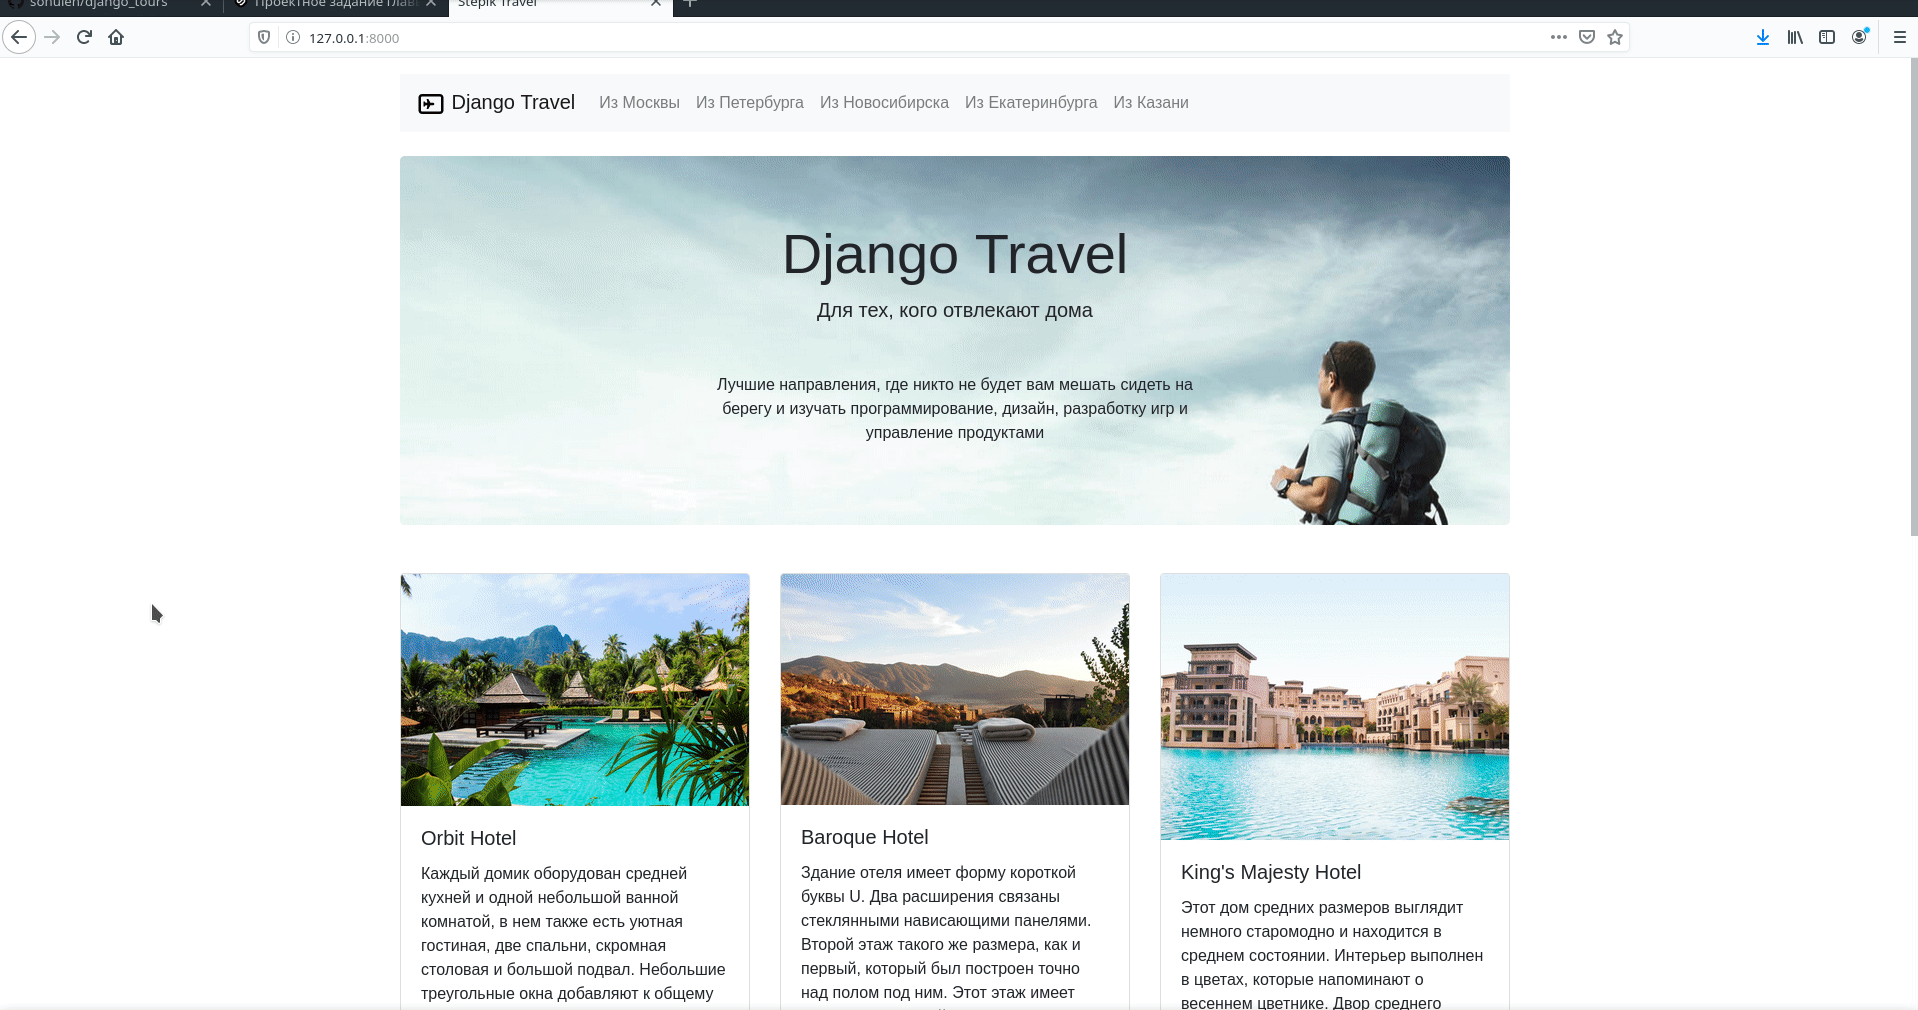 sonulen/django_tours
Проектное задание глав
Stepik Travel
127.0.0.1:8000
Django Travel
Из Москвы
Из Петербурга
Из Новосибирска
Из Екатеринбурга
Из Казани
Django Travel
Для тех, кого отвлекают дома
Лучшие направления, где никто не будет вам мешать сидеть на
берегу и изучать программирование, дизайн, разработку игр и
управление продуктами
Orbit Hotel
Каждый домик оборудован средней
кухней и одной небольшой ванной
комнатой, в нем также есть уютная
гостиная, две спальни, скромная
столовая и большой подвал. Небольшие
треугольные окна добавляют к общему
Baroque Hotel
Здание отеля имеет форму короткой
буквы U. Два расширения связаны
стеклянными нависающими панелями.
Второй этаж такого же размера, как и
первый, который был построен точно
над полом под ним. Этот этаж имеет
King's Majesty Hotel
Этот дом средних размеров выглядит
немного старомодно и находится в
среднем состоянии. Интерьер выполнен
в цветах, которые напоминают о
весеннем цветнике. Двор среднего